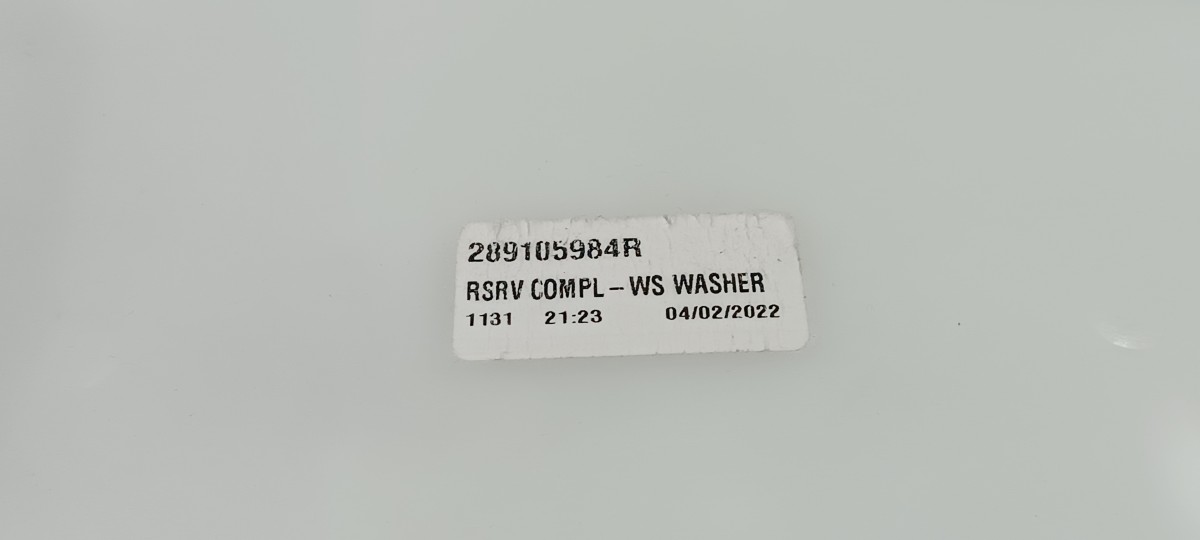 289105984R
RSRV COMPL-WS WASHER
1131 21:23 04/02/2022